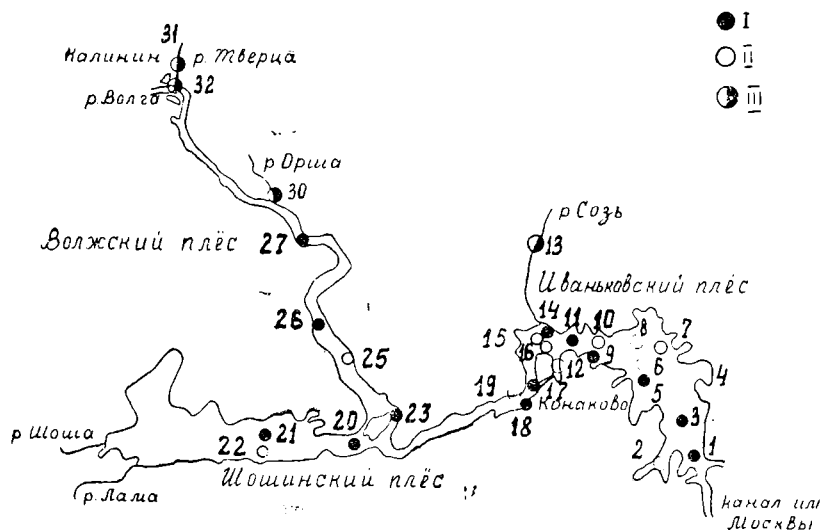 I
II
III
31
Калинин р. Тверца
32
р. Волга
р Орша
30
Волжский плёс 27
р Созь
13
Иваньковский плёс
26
25
14 11 10 8 7
15 16 12 9 6 4
5
19 17
Конаково
18
23
3
2 1
р Шоша
21 20
22
Шошинский плёс
р. Лама
канал им
Москвы